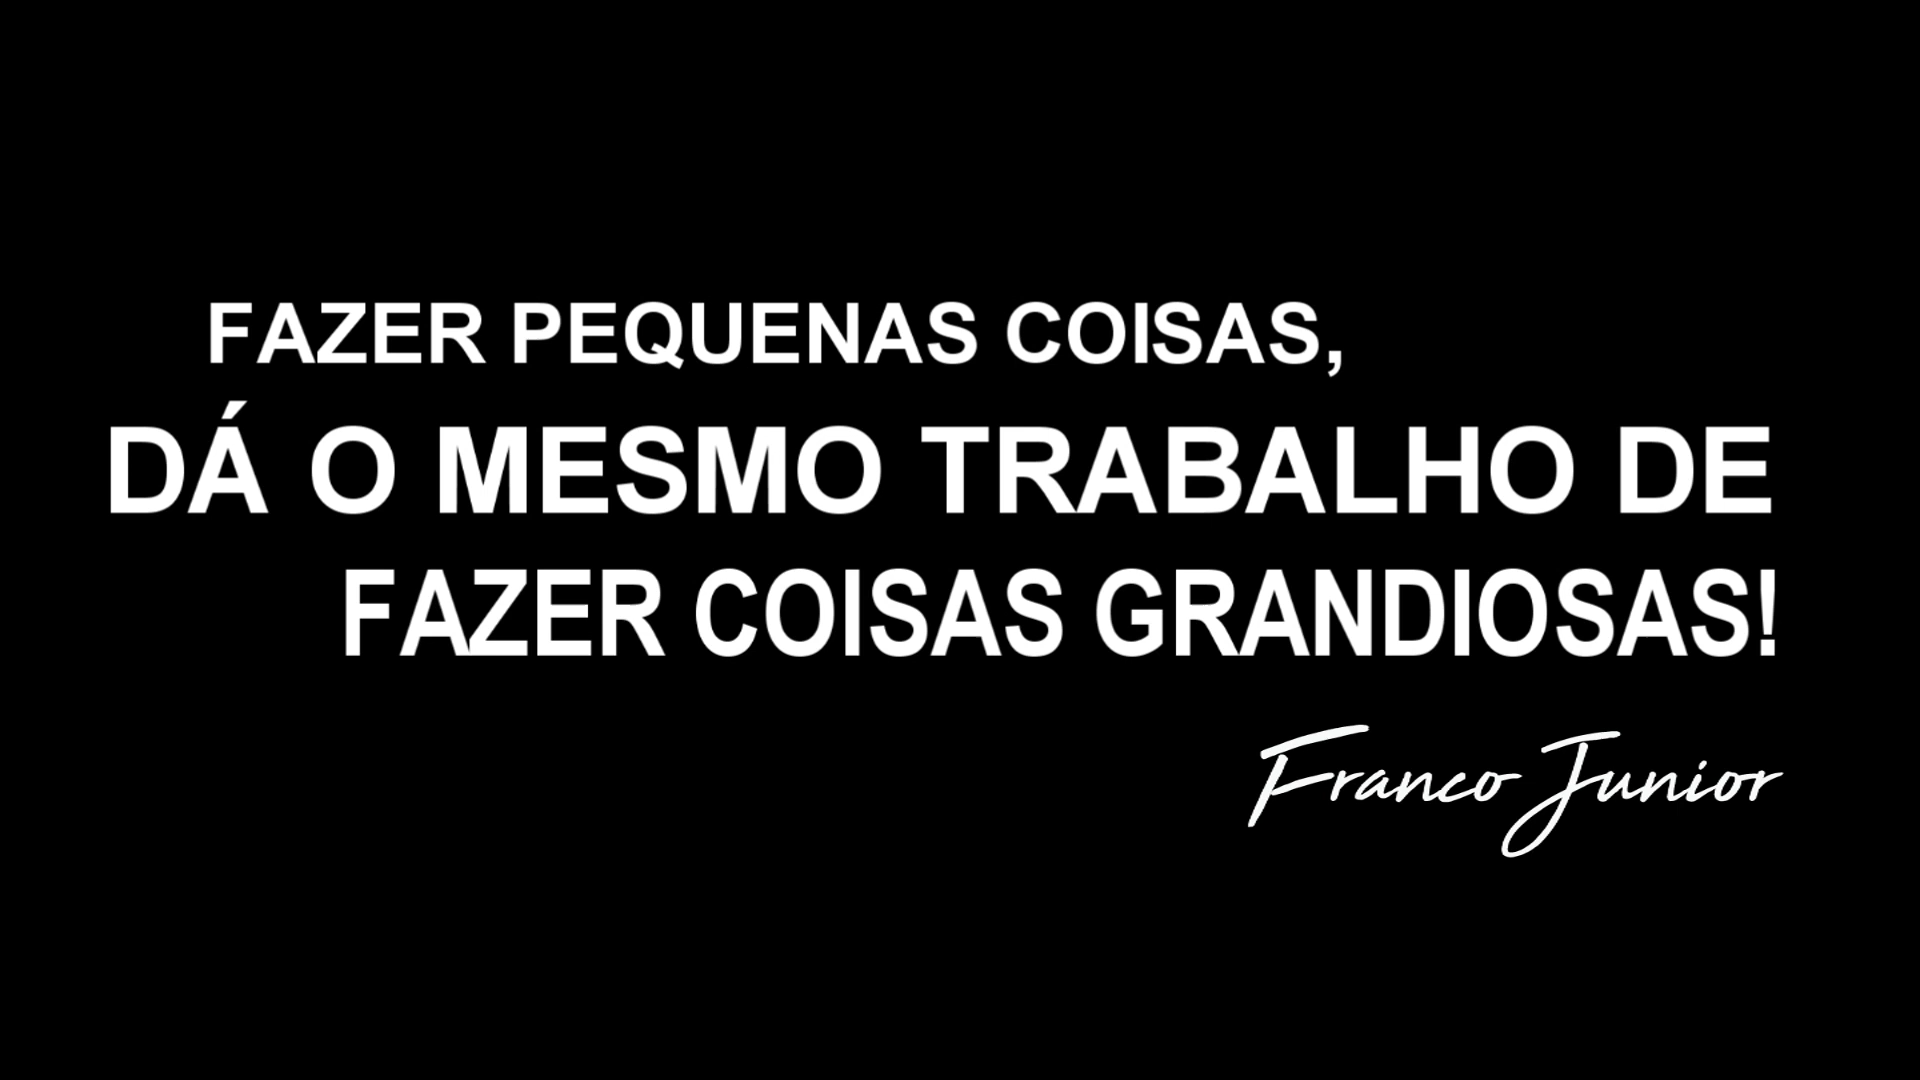 FAZER PEQUENAS COISAS,
DÁ O MESMO TRABALHO DE
FAZER COISAS GRANDIOSAS!
Franco Junior